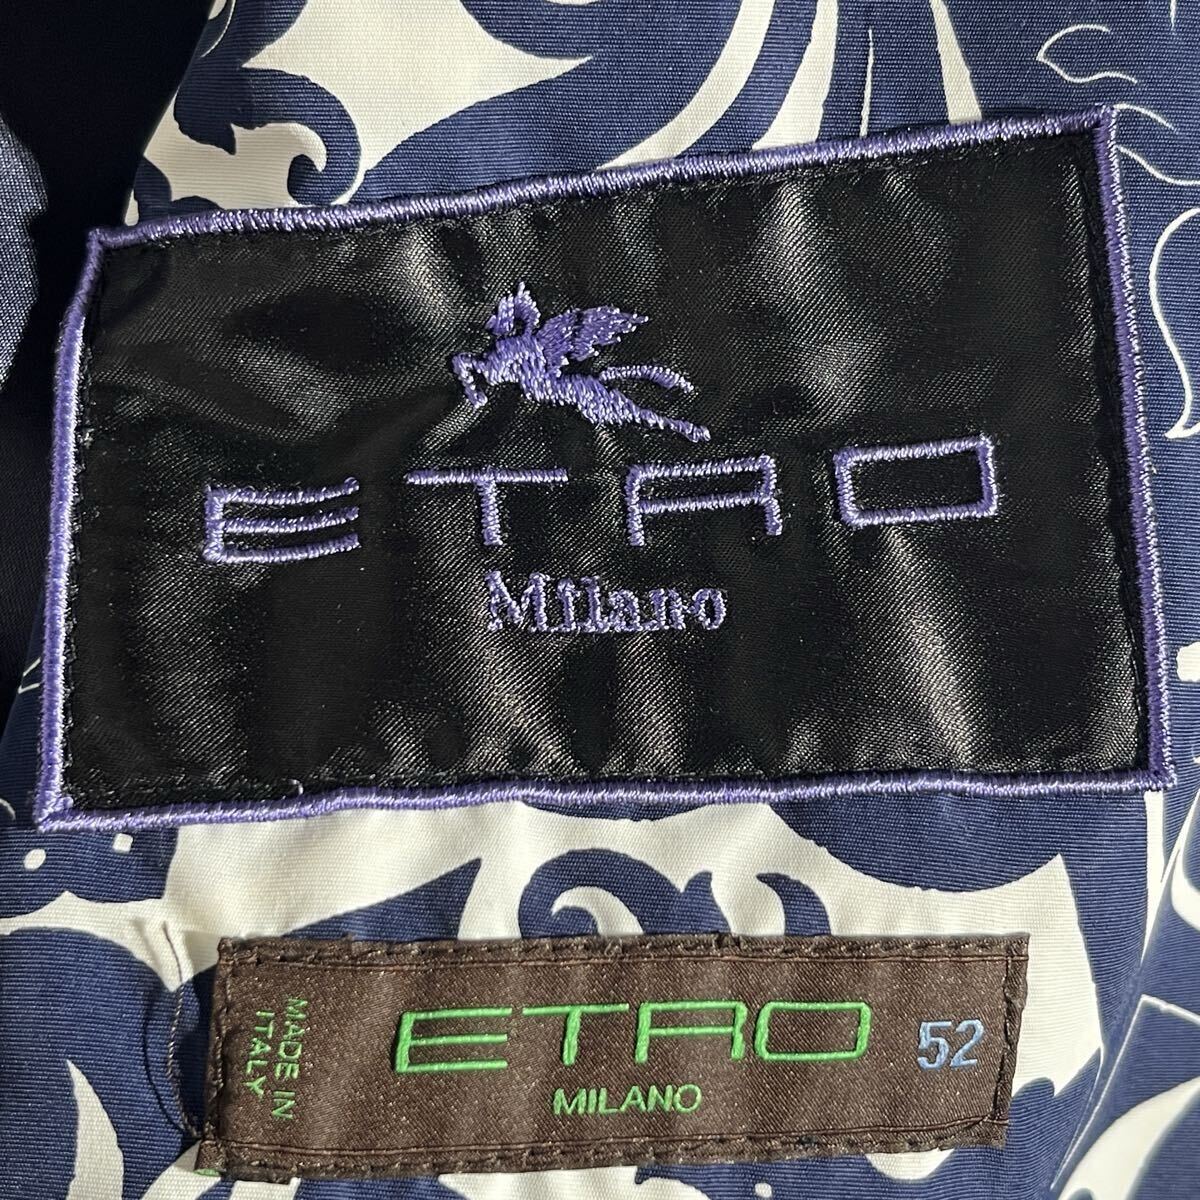 ETRO
Milano
MADE IN
ITALY
ETRO
MILANO
52